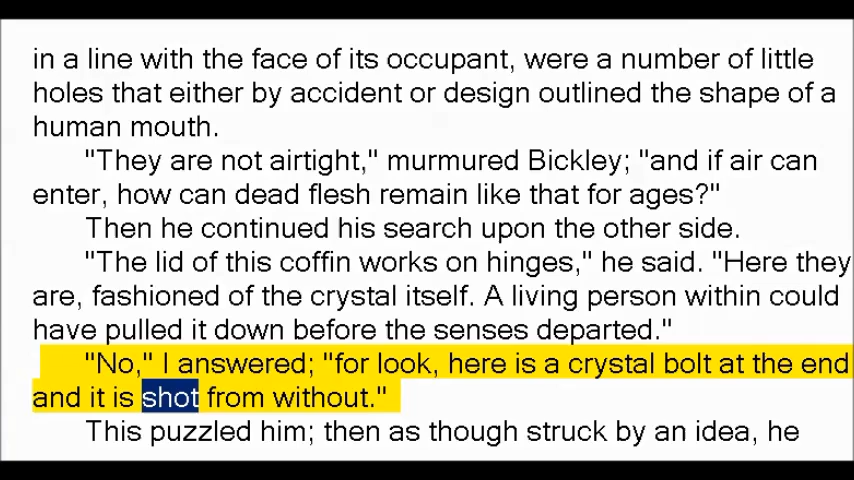 in a line with the face of its occupant, were a number of little
holes that either by accident or design outlined the shape of a
human mouth.
"They are not airtight," murmured Bickley; "and if air can
enter, how can dead flesh remain like that for ages?"
Then he continued his search upon the other side.
"The lid of this coffin works on hinges," he said. "Here they
are, fashioned of the crystal itself. A living person within could
have pulled it down before the senses departed."
"No," I answered; "for look, here is a crystal bolt at the end
and it is shot from without."
This puzzled him; then as though struck by an idea, he